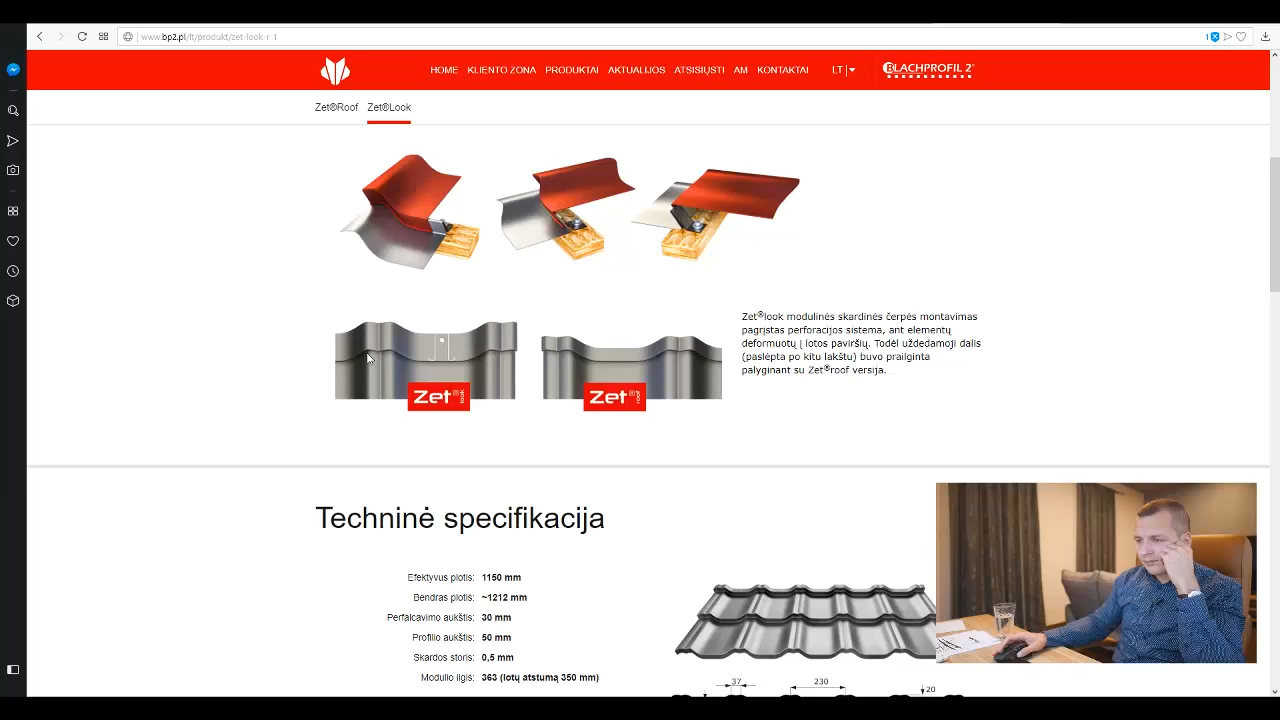 www.bp2.pl/lt/produkt/zet-look-r-1
1
HOME KLIENTO ZONA PRODUKTAI AKTUALIJOS ATSISIŲSTI AM KONTAKTAI LT BLACHPROFIL 2®
Zet®Roof Zet®Look
Zet®look modulinės skardinės čerpės montavimas
pagrįstas perforacijos sistema, ant elementų
deformuotų į lotos paviršių. Todėl uždedamoji dalis
(paslėpta po kitu lakštu) buvo prailginta
palyginant su Zet®roof versija.
Zet® look
Zet® roof
Techninė specifikacija
Efektyvus plotis: 1150 mm
Bendras plotis: ~1212 mm
Perfalcavimo aukštis: 30 mm
Profilio aukštis: 50 mm
Skardos storis: 0,5 mm
Modulio ilgis: 363 (lotų atstumą 350 mm)
37 230 20